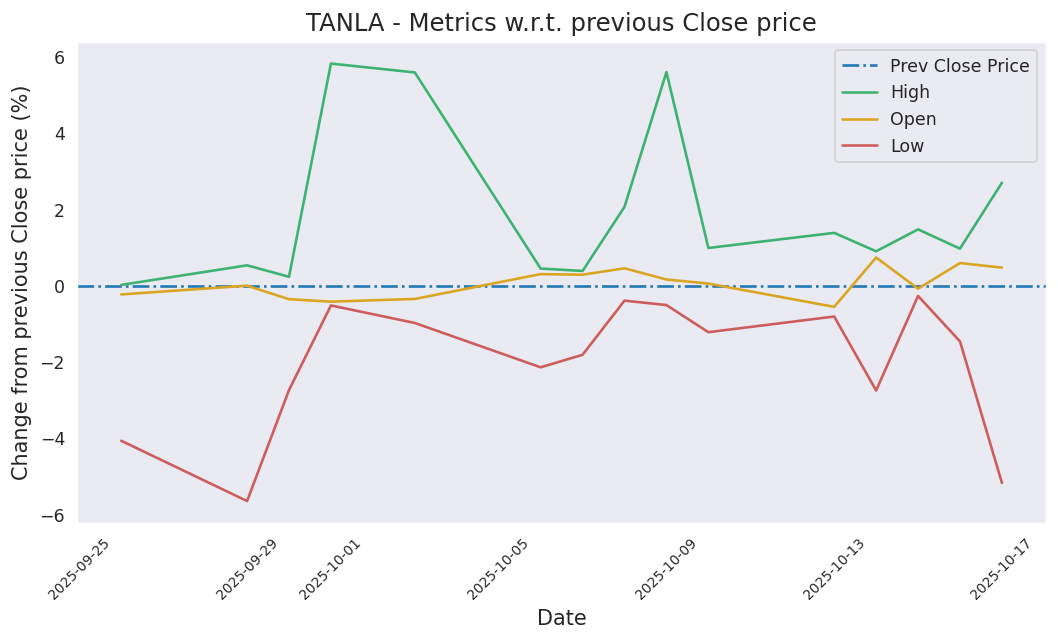 TANLA - Metrics w.r.t. previous Close price
Change from previous Close price (%)
6
4
2
0
−2
−4
−6
Prev Close Price
High
Open
Low
2025-09-25
2025-09-29
2025-10-01
2025-10-05
2025-10-09
2025-10-13
2025-10-17
Date